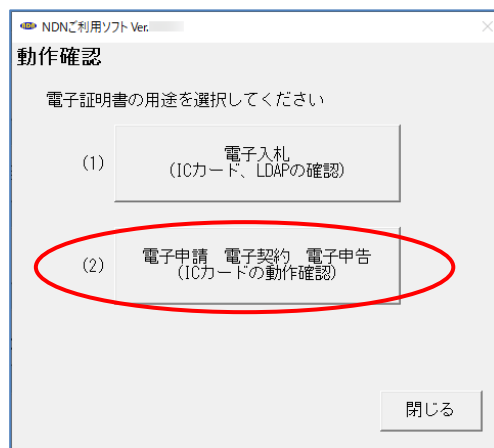 NDNご利用ソフト Ver.
動作確認
電子証明書の用途を選択してください
(1)
電子入札
(ICカード、LDAPの確認)
(2)
電子申請 電子契約 電子申告
(ICカードの動作確認)
閉じる